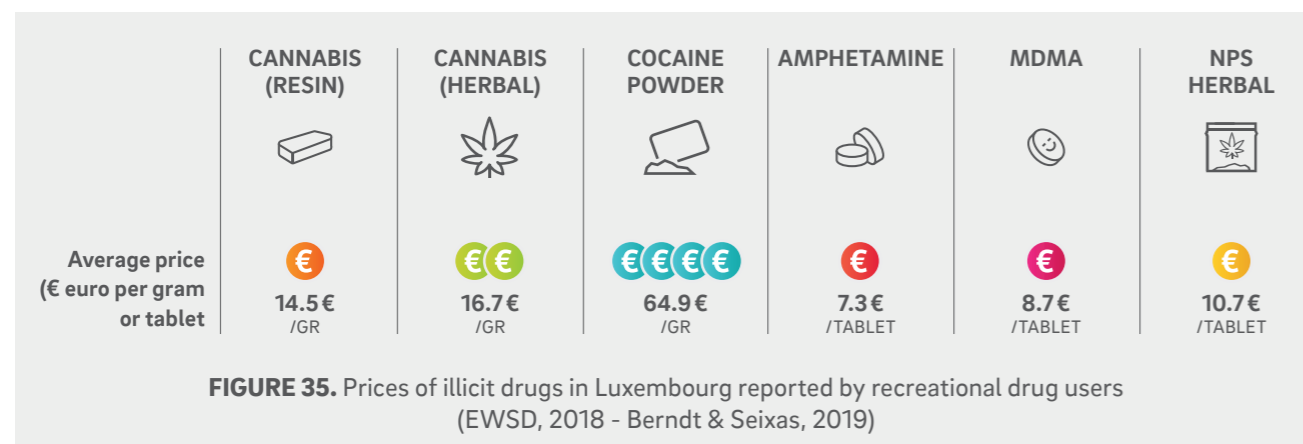 CANNABIS
(RESIN)
CANNABIS
(HERBAL)
COCAINE
POWDER
AMPHETAMINE
MDMA
NPS
HERBAL
Average price
(€ euro per gram
or tablet
€
14.5 €
/GR
€€
16.7 €
/GR
€€€€
64.9 €
/GR
€
7.3 €
/TABLET
€
8.7 €
/TABLET
€
10.7 €
/TABLET
FIGURE 35. Prices of illicit drugs in Luxembourg reported by recreational drug users
(EWSD, 2018 - Berndt & Seixas, 2019)